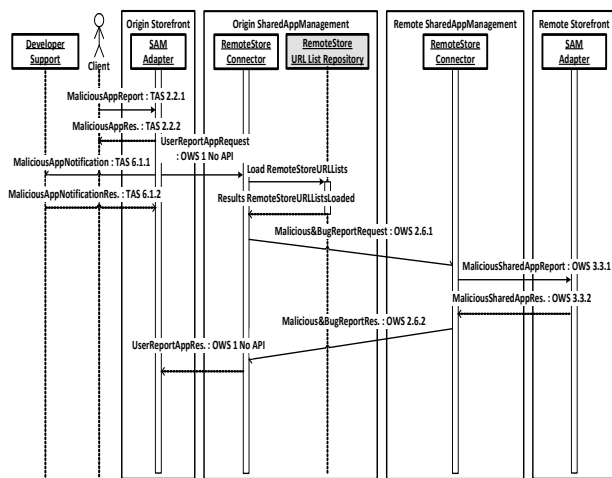 Origin Storefront
Origin SharedAppManagement
Remote SharedAppManagement
Remote Storefront
Developer
Support
Client
SAM
Adapter
RemoteStore
Connector
RemoteStore
URL List Repository
RemoteStore
Connector
SAM
Adapter
MaliciousAppReport : TAS 2.2.1
MaliciousAppRes. : TAS 2.2.2
UserReportAppRequest
: OWS 1 No API
MaliciousAppNotification : TAS 6.1.1
Load RemoteStoreURLLists
MaliciousAppNotificationRes. : TAS 6.1.2
Results RemoteStoreURLListsLoaded
Malicious&BugReportRequest : OWS 2.6.1
MaliciousSharedAppReport : OWS 3.3.1
MaliciousSharedAppRes. : OWS 3.3.2
Malicious&BugReportRes. : OWS 2.6.2
UserReportAppRes. : OWS 1 No API